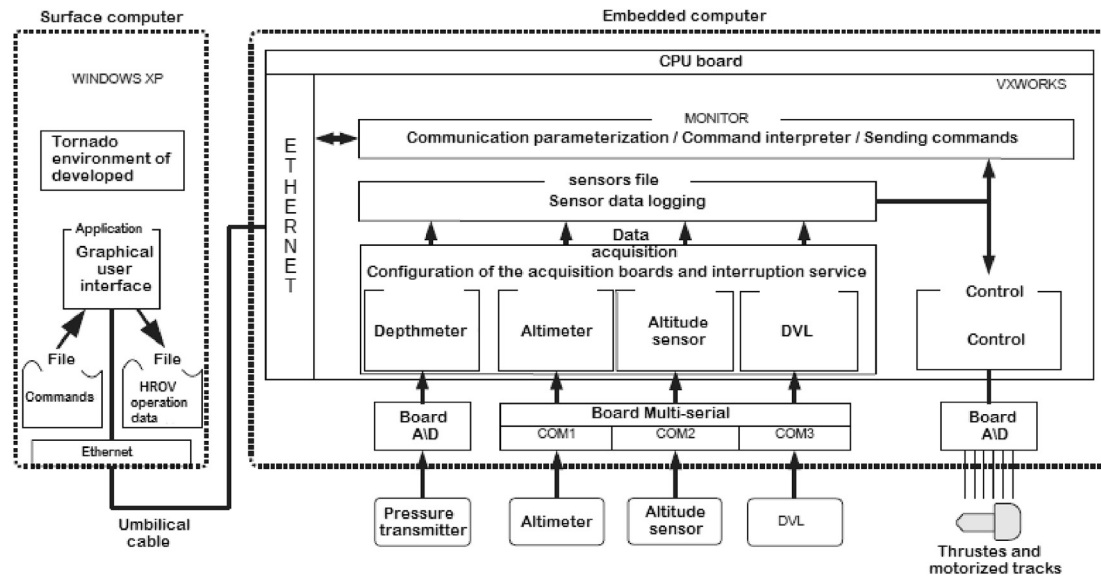 Surface computer
WINDOWS XP
Tornado
environment of
developed
Application
Graphical
user
interface
File
Commands
File
HROV
operation
data
Ethernet
Umbilical
cable
Embedded computer
CPU board
VXWORKS
ETHERNET
MONITOR
Communication parameterization / Command interpreter / Sending commands
sensors file
Sensor data logging
Data
acquisition
Configuration of the acquisition boards and interruption service
Depthmeter
Altimeter
Altitude
sensor
DVL
Control
Control
Board
A\D
Board Multi-serial
COM1
COM2
COM3
Board
A\D
Pressure
transmitter
Altimeter
Altitude
sensor
DVL
Thrustes and
motorized tracks